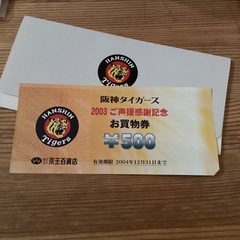 HANSHIN
Tigers
阪神タイガース
2003 ご声援感謝記念
お買物券
¥500
HANSHIN
Tigers
京王百貨店
有効期限 2004年12月31日まで